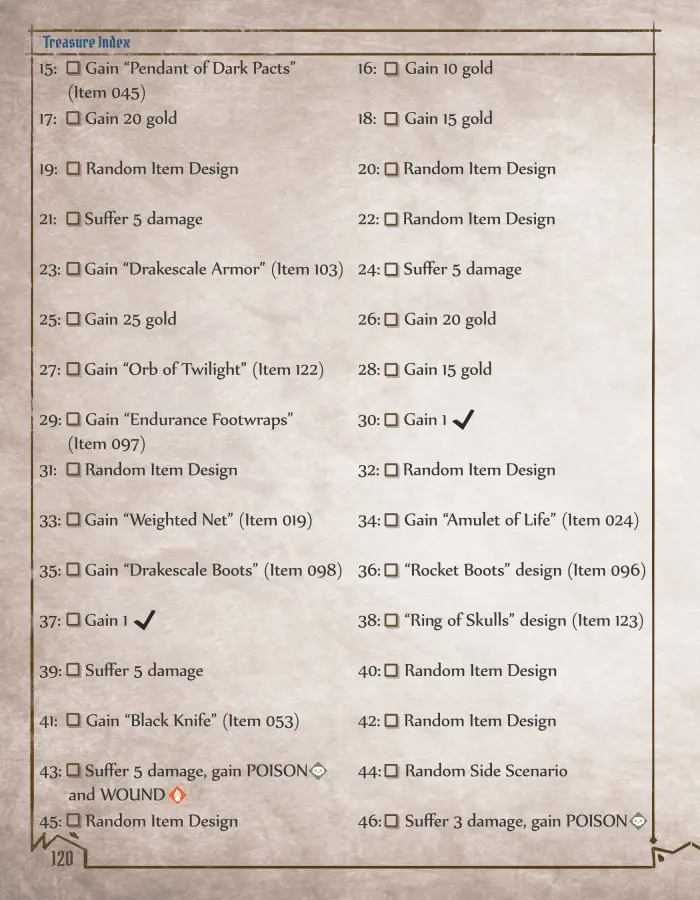 Treasure Index
15: Gain “Pendant of Dark Pacts”
(Item 045)
16: Gain 10 gold
17: Gain 20 gold
18: Gain 15 gold
19: Random Item Design
20: Random Item Design
21: Suffer 5 damage
22: Random Item Design
23: Gain “Drakescale Armor” (Item 103)
24: Suffer 5 damage
25: Gain 25 gold
26: Gain 20 gold
27: Gain “Orb of Twilight” (Item 122)
28: Gain 15 gold
29: Gain “Endurance Footwraps”
(Item 097)
30: Gain 1
31: Random Item Design
32: Random Item Design
33: Gain “Weighted Net” (Item 019)
34: Gain “Amulet of Life” (Item 024)
35: Gain “Drakescale Boots” (Item 098)
36: “Rocket Boots” design (Item 096)
37: Gain 1
38: “Ring of Skulls” design (Item 123)
39: Suffer 5 damage
40: Random Item Design
41: Gain “Black Knife” (Item 053)
42: Random Item Design
43: Suffer 5 damage, gain POISON
and WOUND
44: Random Side Scenario
45: Random Item Design
46: Suffer 3 damage, gain POISON
120